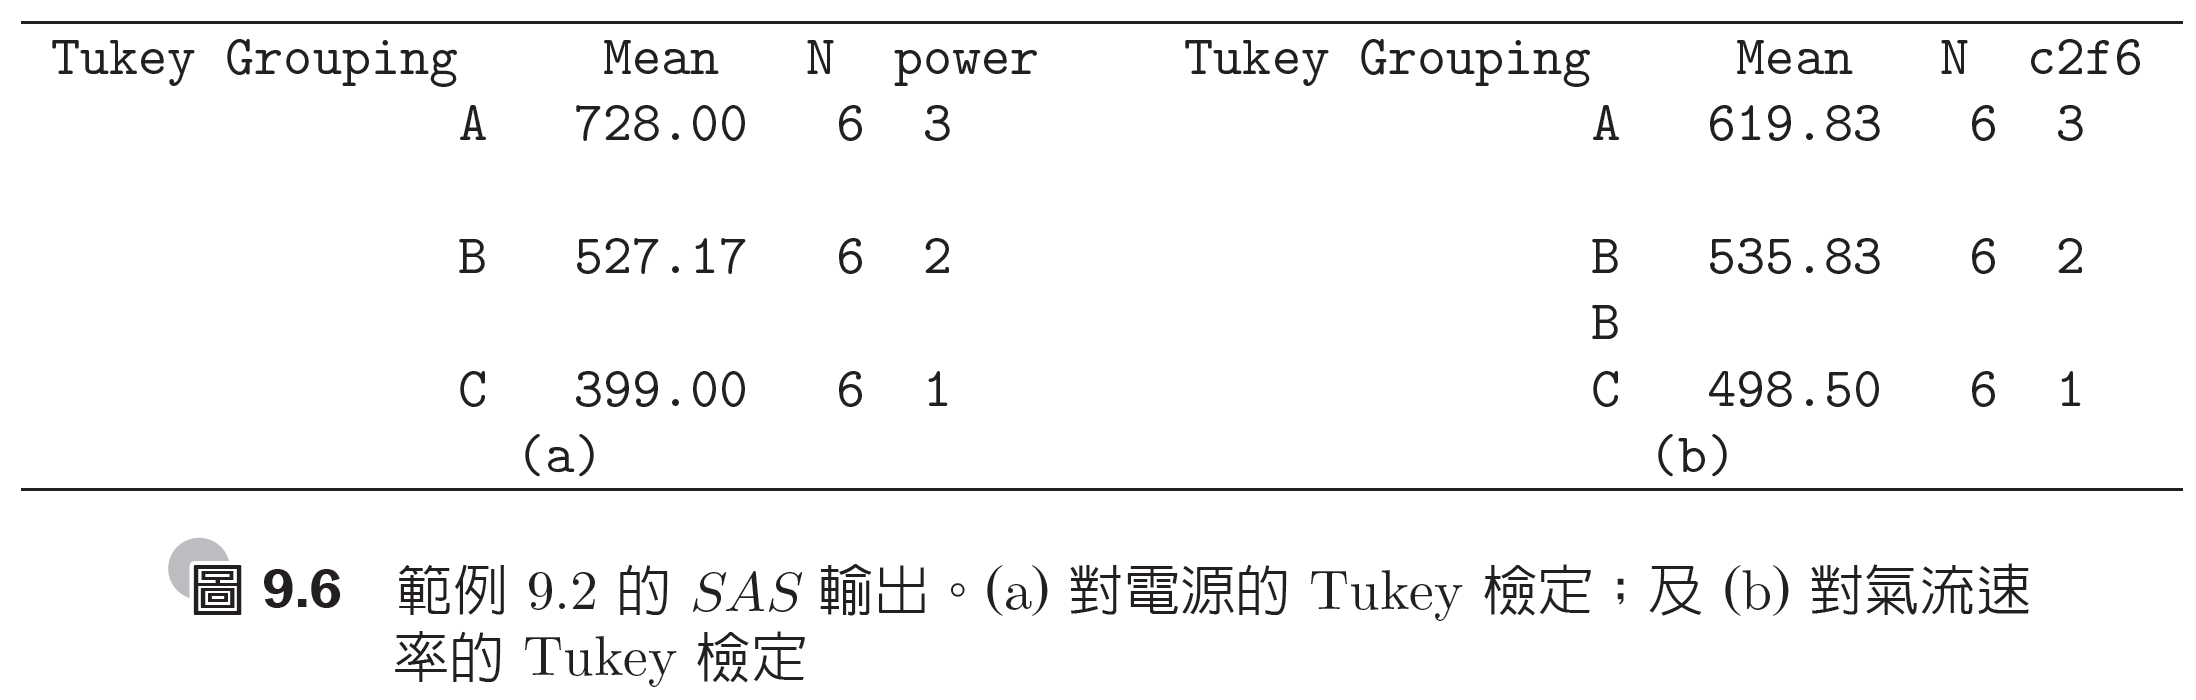 Tukey Grouping Mean N power Tukey Grouping Mean N c2f6
A 728.00 6 3 A 619.83 6 3
B 527.17 6 2 B 535.83 6 2
B
C 399.00 6 1 C 498.50 6 1
(a) (b)
圖 9.6 範例 9.2 的 SAS 輸出。(a) 對電源的 Tukey 檢定；及 (b) 對氣流速
率的 Tukey 檢定